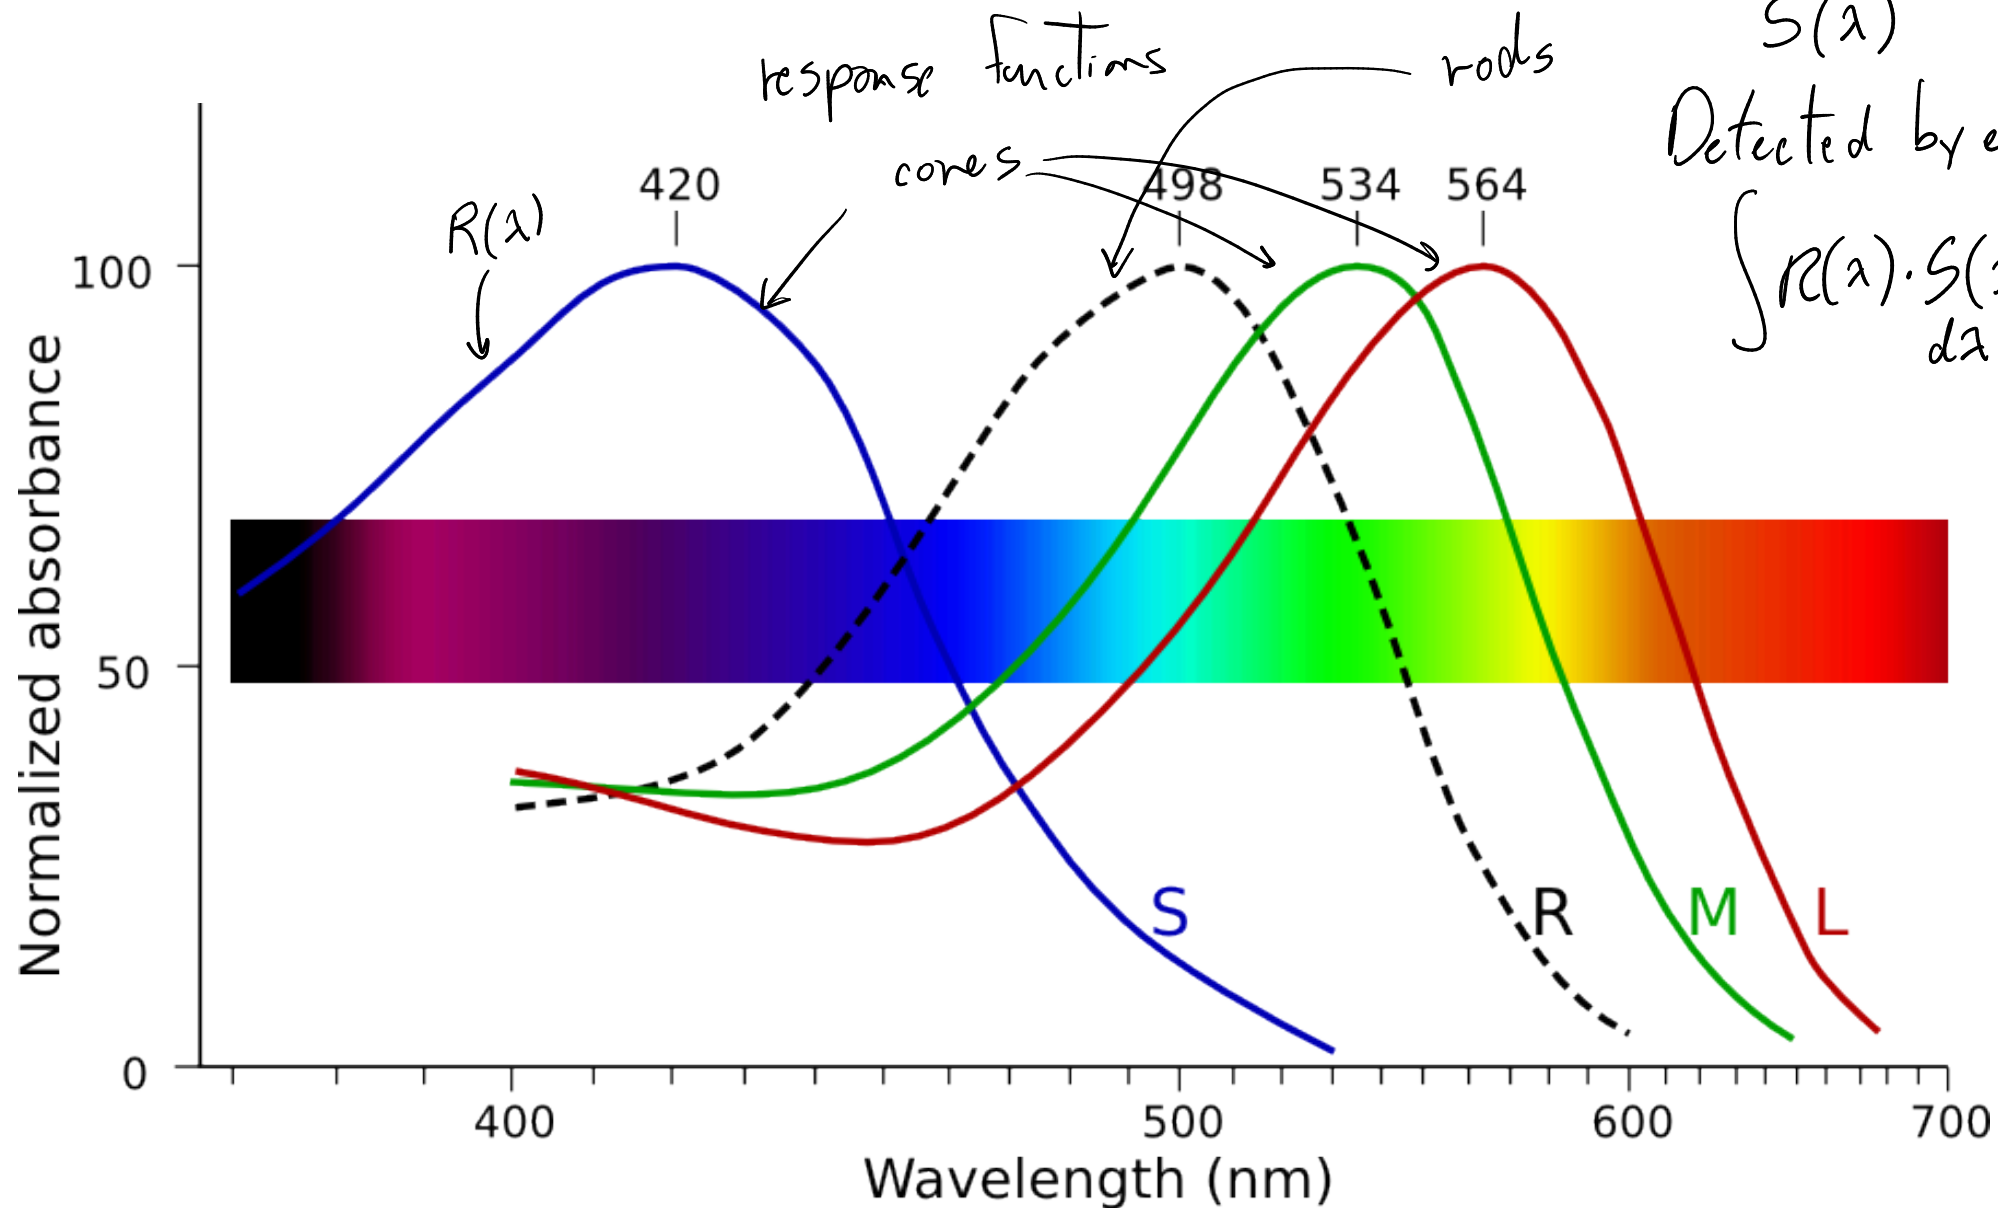 S(λ)
response functions
rods
Detected by e
cones
420
498
534
564
R(λ)
100
∫R(λ)·S(
dλ
Normalized absorbance
50
S
R
M
L
0
400
500
600
700
Wavelength (nm)